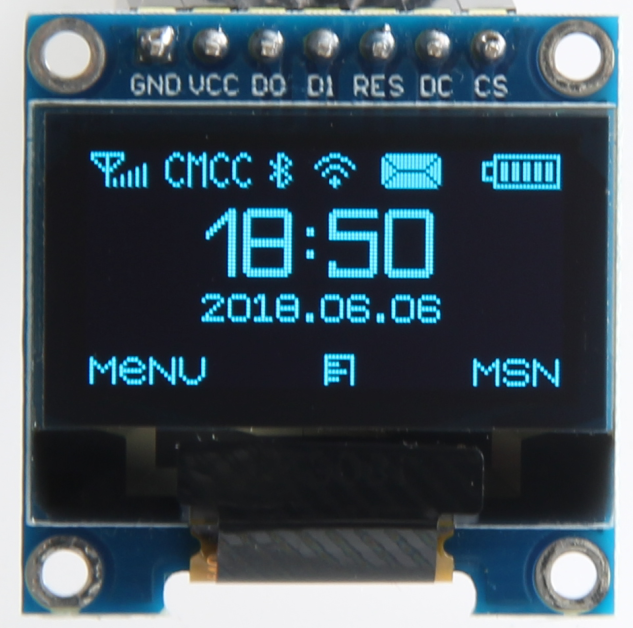 GND VCC D0 D1 RES DC CS
CMCC
18:50
2018.06.06
MeNU MSN